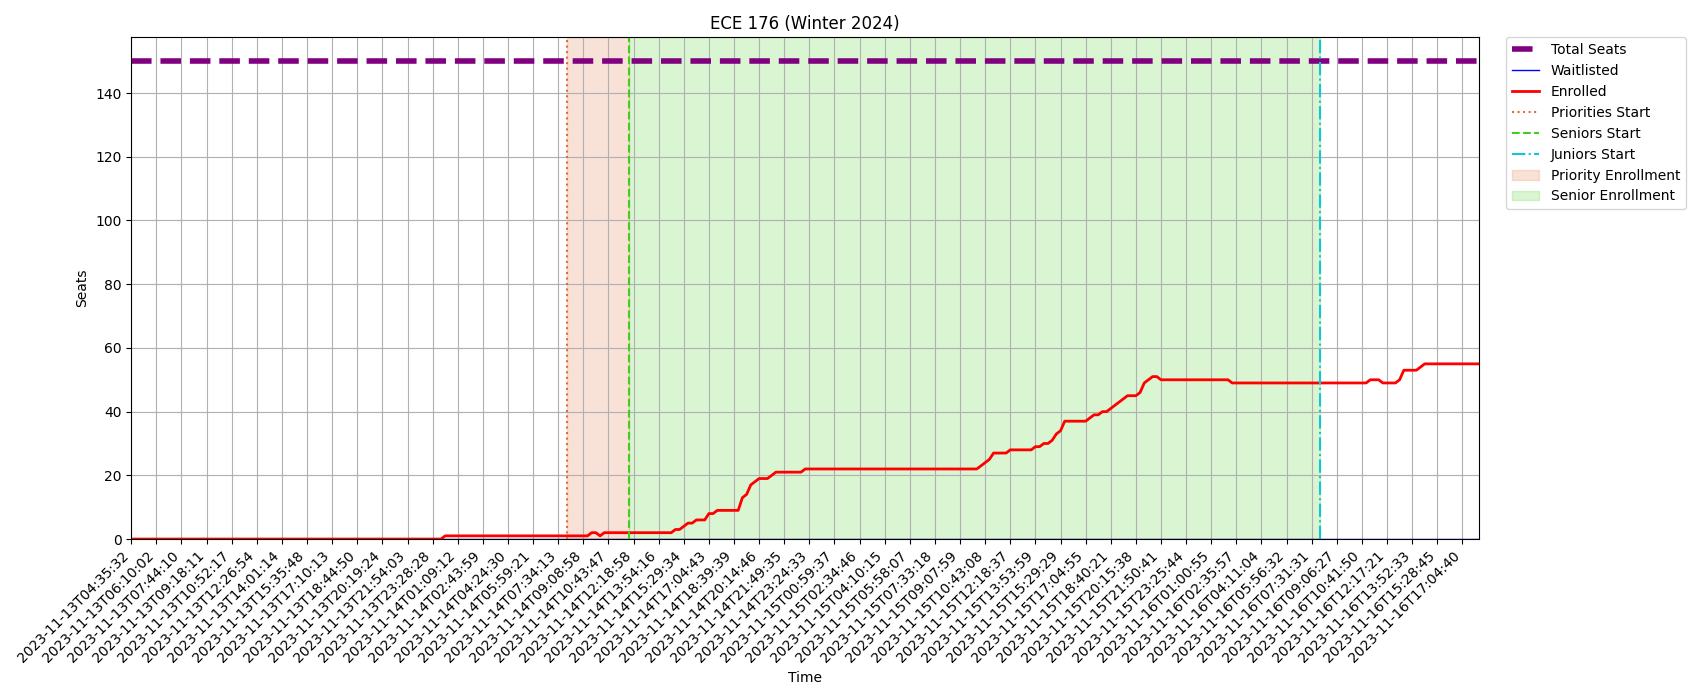 ECE 176 (Winter 2024)
Total Seats
Waitlisted
Enrolled
Priorities Start
Seniors Start
Juniors Start
Priority Enrollment
Senior Enrollment
Seats
140
120
100
80
60
40
20
0
2023-11-13T04:35:32
2023-11-13T06:10:02
2023-11-13T07:44:10
2023-11-13T09:18:11
2023-11-13T10:52:17
2023-11-13T12:26:54
2023-11-13T14:01:14
2023-11-13T15:35:48
2023-11-13T17:10:13
2023-11-13T18:44:50
2023-11-13T20:19:24
2023-11-13T21:54:03
2023-11-13T23:28:28
2023-11-14T01:09:12
2023-11-14T02:43:59
2023-11-14T04:24:30
2023-11-14T05:59:21
2023-11-14T07:34:13
2023-11-14T09:08:58
2023-11-14T10:43:47
2023-11-14T12:18:58
2023-11-14T13:54:16
2023-11-14T15:29:34
2023-11-14T17:04:43
2023-11-14T18:39:39
2023-11-14T20:14:46
2023-11-14T21:49:35
2023-11-14T23:24:33
2023-11-15T00:59:37
2023-11-15T02:34:46
2023-11-15T04:10:15
2023-11-15T05:58:07
2023-11-15T07:33:18
2023-11-15T09:07:59
2023-11-15T10:43:08
2023-11-15T12:18:37
2023-11-15T13:53:59
2023-11-15T15:29:29
2023-11-15T17:04:55
2023-11-15T18:40:21
2023-11-15T20:15:38
2023-11-15T21:50:41
2023-11-15T23:25:44
2023-11-16T01:00:55
2023-11-16T02:35:57
2023-11-16T04:11:04
2023-11-16T05:56:32
2023-11-16T07:31:31
2023-11-16T09:06:27
2023-11-16T10:41:50
2023-11-16T12:17:21
2023-11-16T13:52:33
2023-11-16T15:28:45
2023-11-16T17:04:40
Time